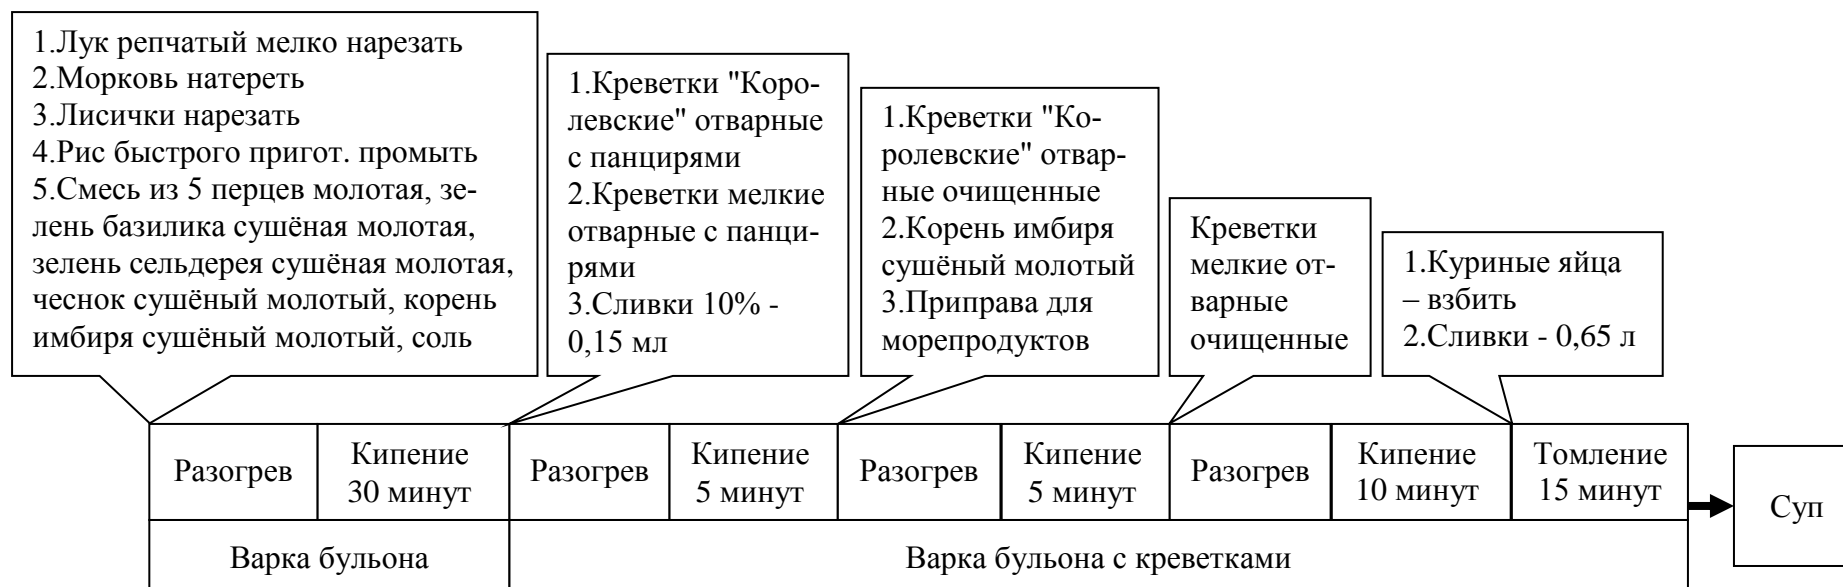 1.Лук репчатый мелко нарезать
2.Морковь натереть
3.Лисички нарезать
4.Рис быстрого пригот. промыть
5.Смесь из 5 перцев молотая, зе-
лень базилика сушёная молотая,
зелень сельдерея сушёная молотая,
чеснок сушёный молотый, корень
имбиря сушёный молотый, соль
1.Креветки "Коро-
левские" отварные
с панцирями
2.Креветки мелкие
отварные с панци-
рями
3.Сливки 10% -
0,15 мл
1.Креветки "Ко-
ролевские" отвар-
ные очищенные
2.Корень имбиря
сушёный молотый
3.Приправа для
морепродуктов
Креветки
мелкие от-
варные
очищенные
1.Куриные яйца
– взбить
2.Сливки - 0,65 л
Разогрев
Кипение
30 минут
Разогрев
Кипение
5 минут
Разогрев
Кипение
5 минут
Разогрев
Кипение
10 минут
Томление
15 минут
Суп
Варка бульона
Варка бульона с креветками